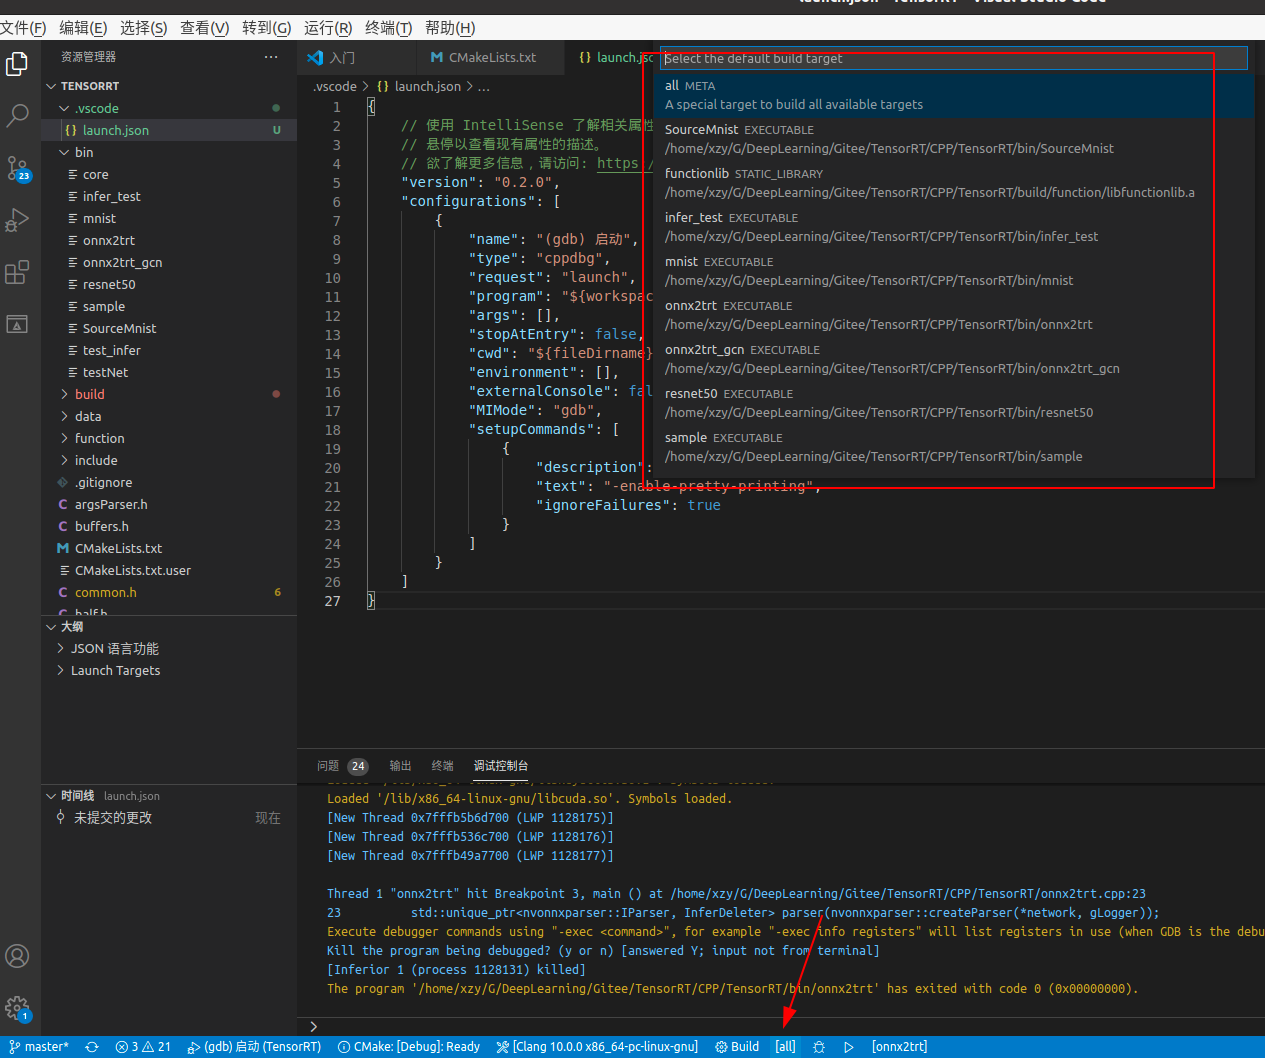 launch.json - TensorRT - Visual Studio Code
文件(F) 编辑(E) 选择(S) 查看(V) 转到(G) 运行(R) 终端(T) 帮助(H)
资源管理器
TENSORRT
.vscode
{} launch.json U
bin
core
infer_test
mnist
onnx2trt
onnx2trt_gcn
resnet50
sample
SourceMnist
test_infer
testNet
build
data
function
include
.gitignore
C argsParser.h
C buffers.h
M CMakeLists.txt
CMakeLists.txt.user
C common.h 6
C half.h
大纲
JSON 语言功能
Launch Targets
时间线 launch.json
未提交的更改 现在
23
1
入门
M CMakeLists.txt
{} launch.jso
.vscode > {} launch.json > ...
1 {
2 // 使用 IntelliSense 了解相关属性
3 // 悬停以查看现有属性的描述。
4 // 欲了解更多信息，请访问: https:/
5 "version": "0.2.0",
6 "configurations": [
7 {
8 "name": "(gdb) 启动",
9 "type": "cppdbg",
10 "request": "launch",
11 "program": "${workspac
12 "args": [],
13 "stopAtEntry": false,
14 "cwd": "${fileDirname}
15 "environment": [],
16 "externalConsole": fal
17 "MIMode": "gdb",
18 "setupCommands": [
19 {
20 "description":
21 "text": "-enable-pretty-printing",
22 "ignoreFailures": true
23 }
24 ]
25 }
26 ]
27 }
Select the default build target
all META
A special target to build all available targets
SourceMnist EXECUTABLE
/home/xzy/G/DeepLearning/Gitee/TensorRT/CPP/TensorRT/bin/SourceMnist
functionlib STATIC_LIBRARY
/home/xzy/G/DeepLearning/Gitee/TensorRT/CPP/TensorRT/build/function/libfunctionlib.a
infer_test EXECUTABLE
/home/xzy/G/DeepLearning/Gitee/TensorRT/CPP/TensorRT/bin/infer_test
mnist EXECUTABLE
/home/xzy/G/DeepLearning/Gitee/TensorRT/CPP/TensorRT/bin/mnist
onnx2trt EXECUTABLE
/home/xzy/G/DeepLearning/Gitee/TensorRT/CPP/TensorRT/bin/onnx2trt
onnx2trt_gcn EXECUTABLE
/home/xzy/G/DeepLearning/Gitee/TensorRT/CPP/TensorRT/bin/onnx2trt_gcn
resnet50 EXECUTABLE
/home/xzy/G/DeepLearning/Gitee/TensorRT/CPP/TensorRT/bin/resnet50
sample EXECUTABLE
/home/xzy/G/DeepLearning/Gitee/TensorRT/CPP/TensorRT/bin/sample
问题 24 输出 终端 调试控制台
Loaded '/lib/x86_64-linux-gnu/libcuda.so'. Symbols loaded.
[New Thread 0x7fffb5b6d700 (LWP 1128175)]
[New Thread 0x7fffb536c700 (LWP 1128176)]
[New Thread 0x7fffb49a7700 (LWP 1128177)]
Thread 1 "onnx2trt" hit Breakpoint 3, main () at /home/xzy/G/DeepLearning/Gitee/TensorRT/CPP/TensorRT/onnx2trt.cpp:23
23 std::unique_ptr<nvonnxparser::IParser, InferDeleter> parser(nvonnxparser::createParser(*network, gLogger));
Execute debugger commands using "-exec <command>", for example "-exec info registers" will list registers in use (when GDB is the debu
Kill the program being debugged? (y or n) [answered Y; input not from terminal]
[Inferior 1 (process 1128131) killed]
The program '/home/xzy/G/DeepLearning/Gitee/TensorRT/CPP/TensorRT/bin/onnx2trt' has exited with code 0 (0x00000000).
master* 3 21 (gdb) 启动 (TensorRT) CMake: [Debug]: Ready [Clang 10.0.0 x86_64-pc-linux-gnu] Build [all] [onnx2trt]